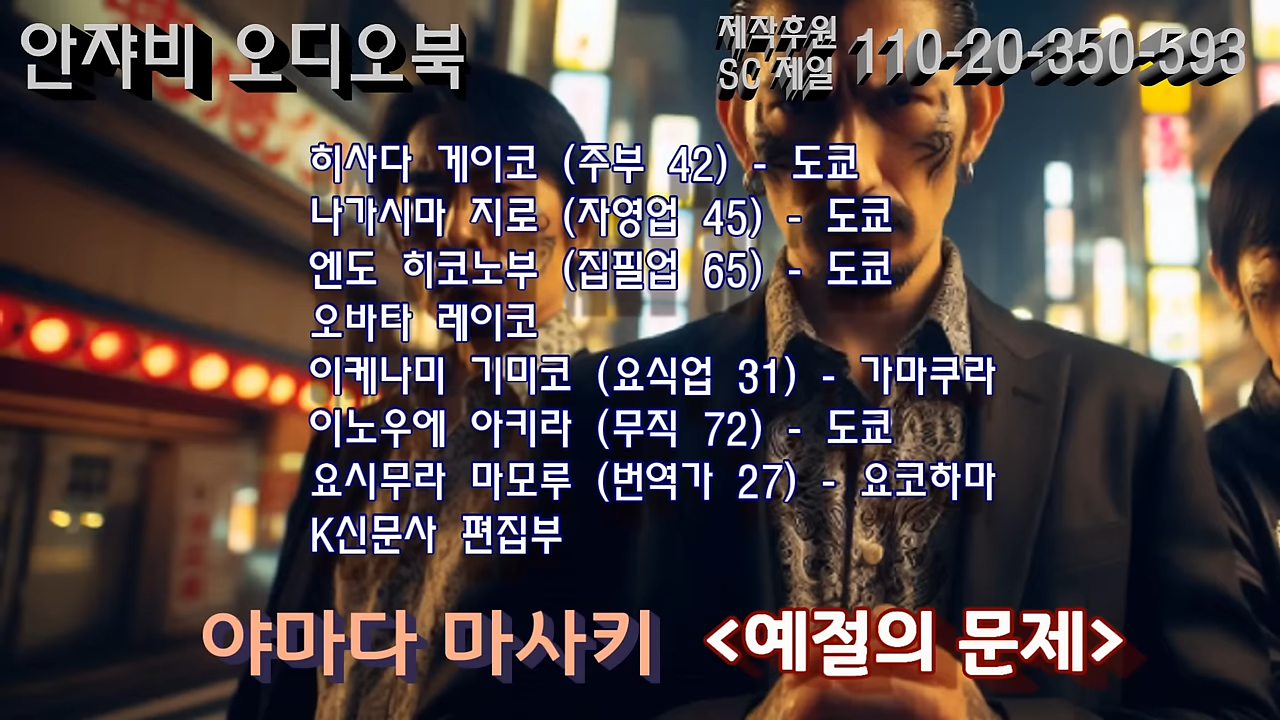 안쟈비 오디오북
제작후원
SC 제일 110-20-350-593
히사다 게이코 (주부 42) - 도쿄
나가시마 지로 (자영업 45) - 도쿄
엔도 히코노부 (집필업 65) - 도쿄
오바타 레이코
이케나미 기미코 (요식업 31) - 가마쿠라
이노우에 아키라 (무직 72) - 도쿄
요시무라 마모루 (번역가 27) - 요코하마
K신문사 편집부
야마다 마사키 <예절의 문제>